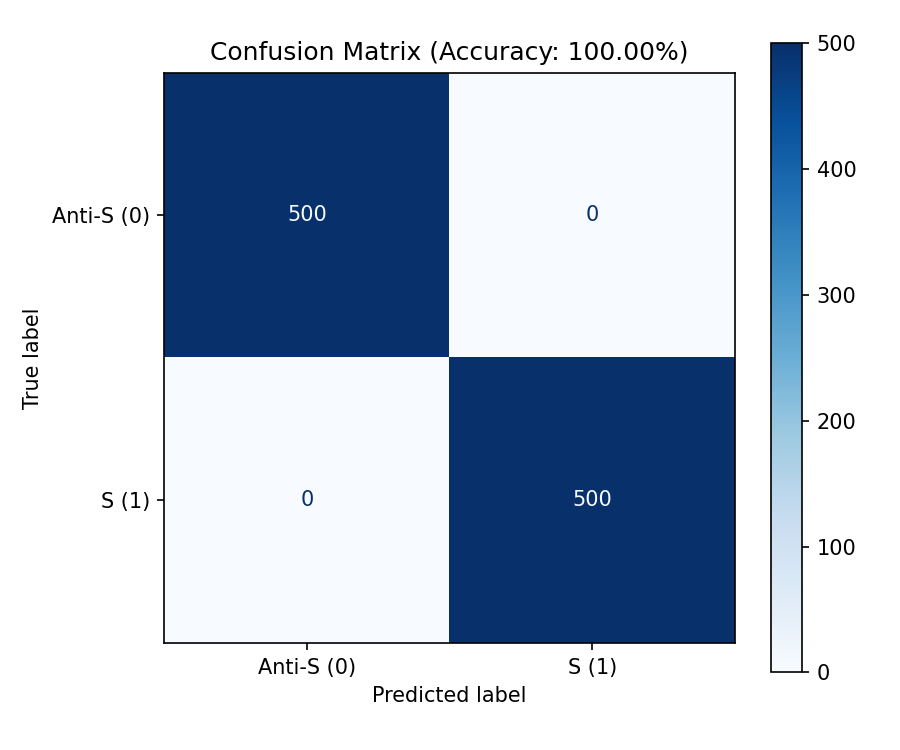 Confusion Matrix (Accuracy: 100.00%)
True label
Anti-S (0)
S (1)
500
0
0
500
Anti-S (0)
S (1)
Predicted label
500
400
300
200
100
0